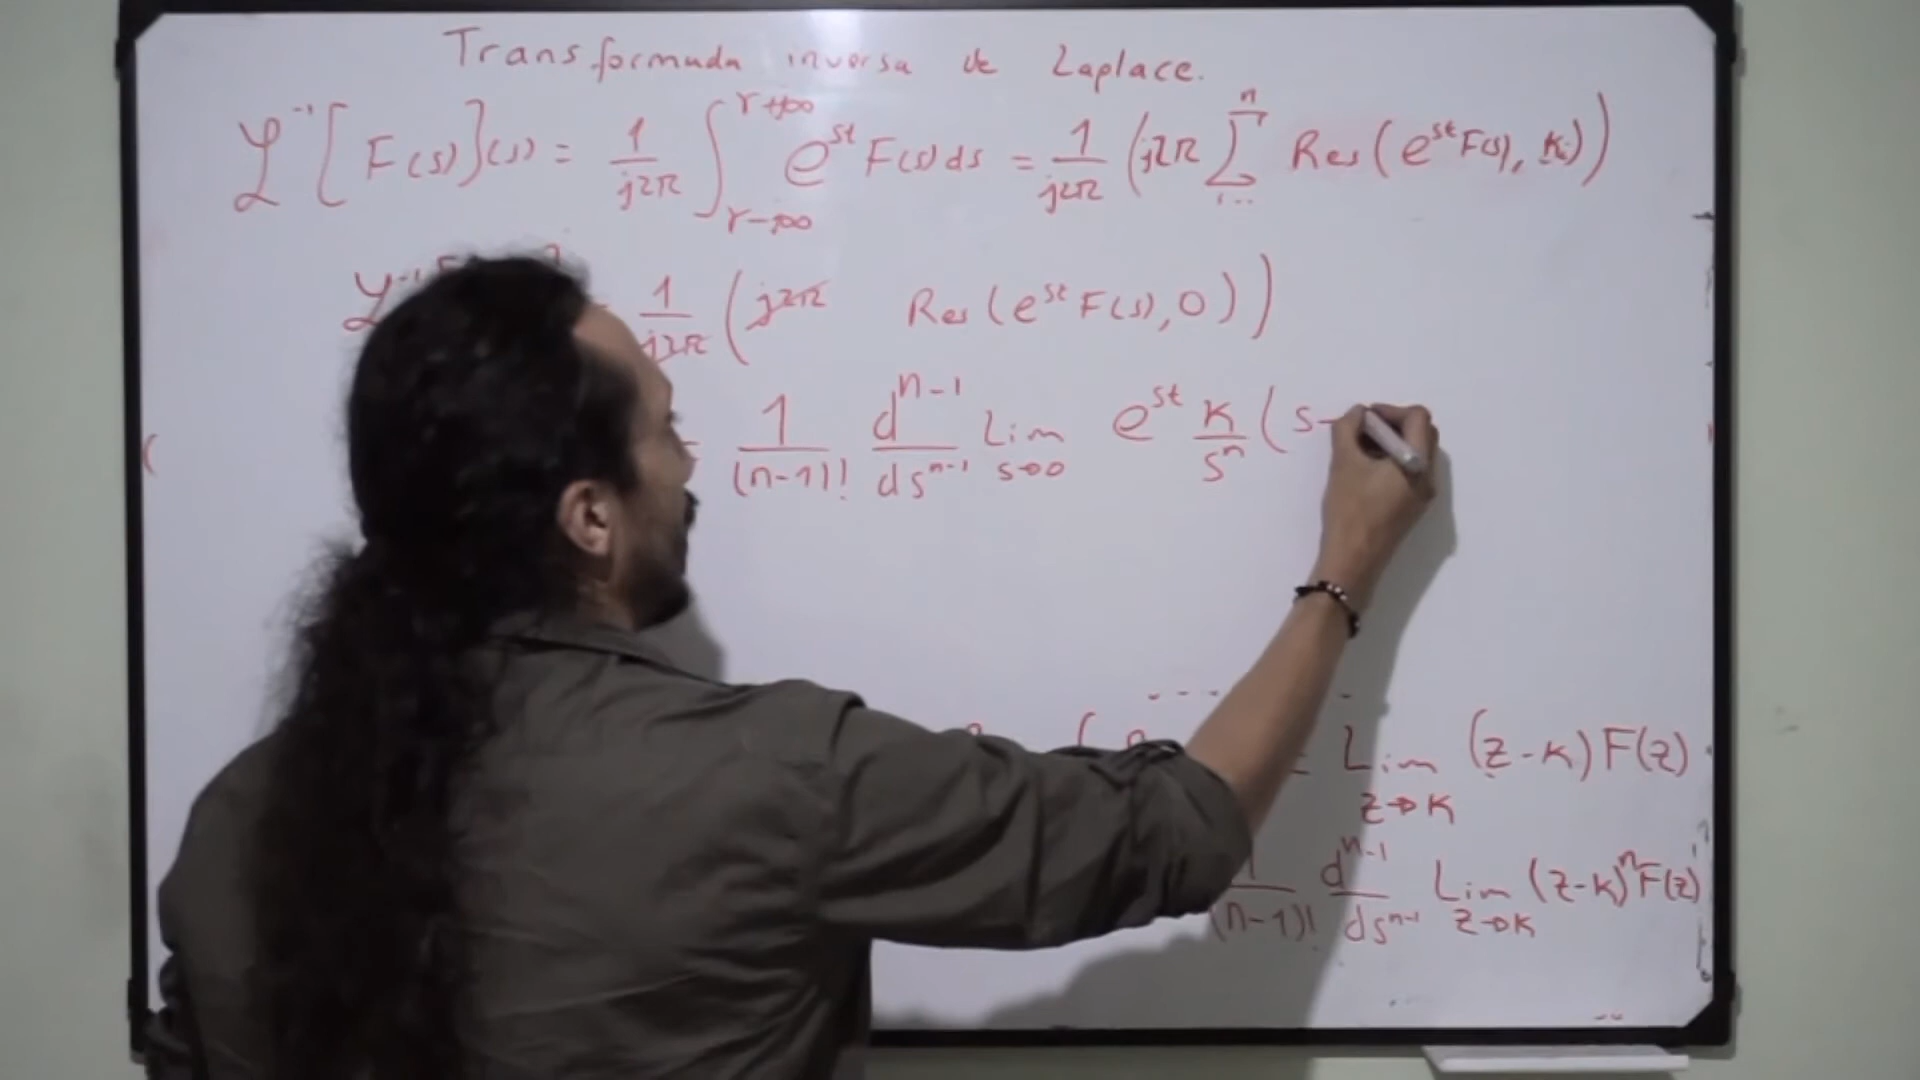 Transformada inversa de Laplace.
ℒ⁻¹[F(s)](s) = 1/(j2π) ∫_{γ-j∞}^{γ+j∞} e^{st} F(s) ds = 1/(j2π) (j2π Σ^n Res(e^{st}F(s), K))
ℒ⁻¹ 1/(j2π) (j2π Res(e^{st}F(s), 0))
= 1/(n-1)! d^{n-1}/ds^{n-1} Lim_{s→0} e^{st} K/s^n (s-
= Lim_{z→K} (z-K)F(z)
1/(n-1)! d^{n-1}/ds^{n-1} Lim_{z→K} (z-K)^n F(z)